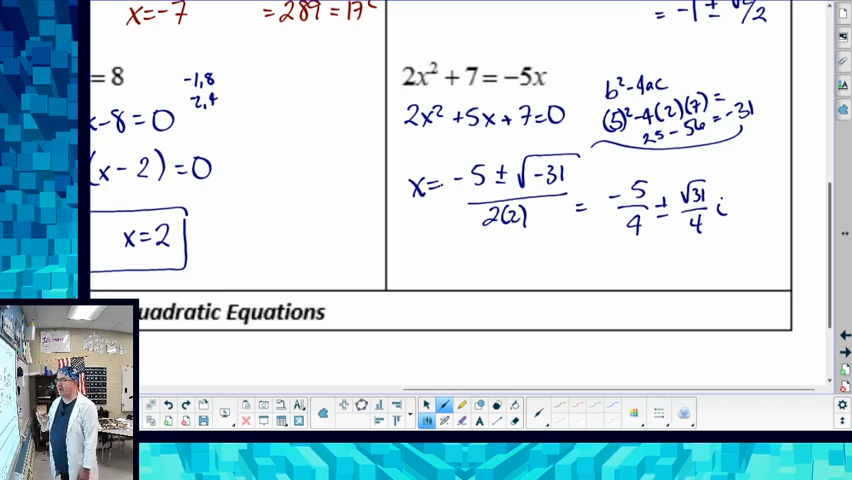 x=-7
= 289 = 17
= -1 ±
/2
= 8
-1,8
2,4
-8=0
(x-2)=0
x=2
2x² + 7 = −5x
2x² +5x+7=0
b²-4ac
(5)²-4(2)(7)=
25-56=-31
x= -5 ± √-31
2(2)
= -5/4 ± √31/4 i
uadratic Equations